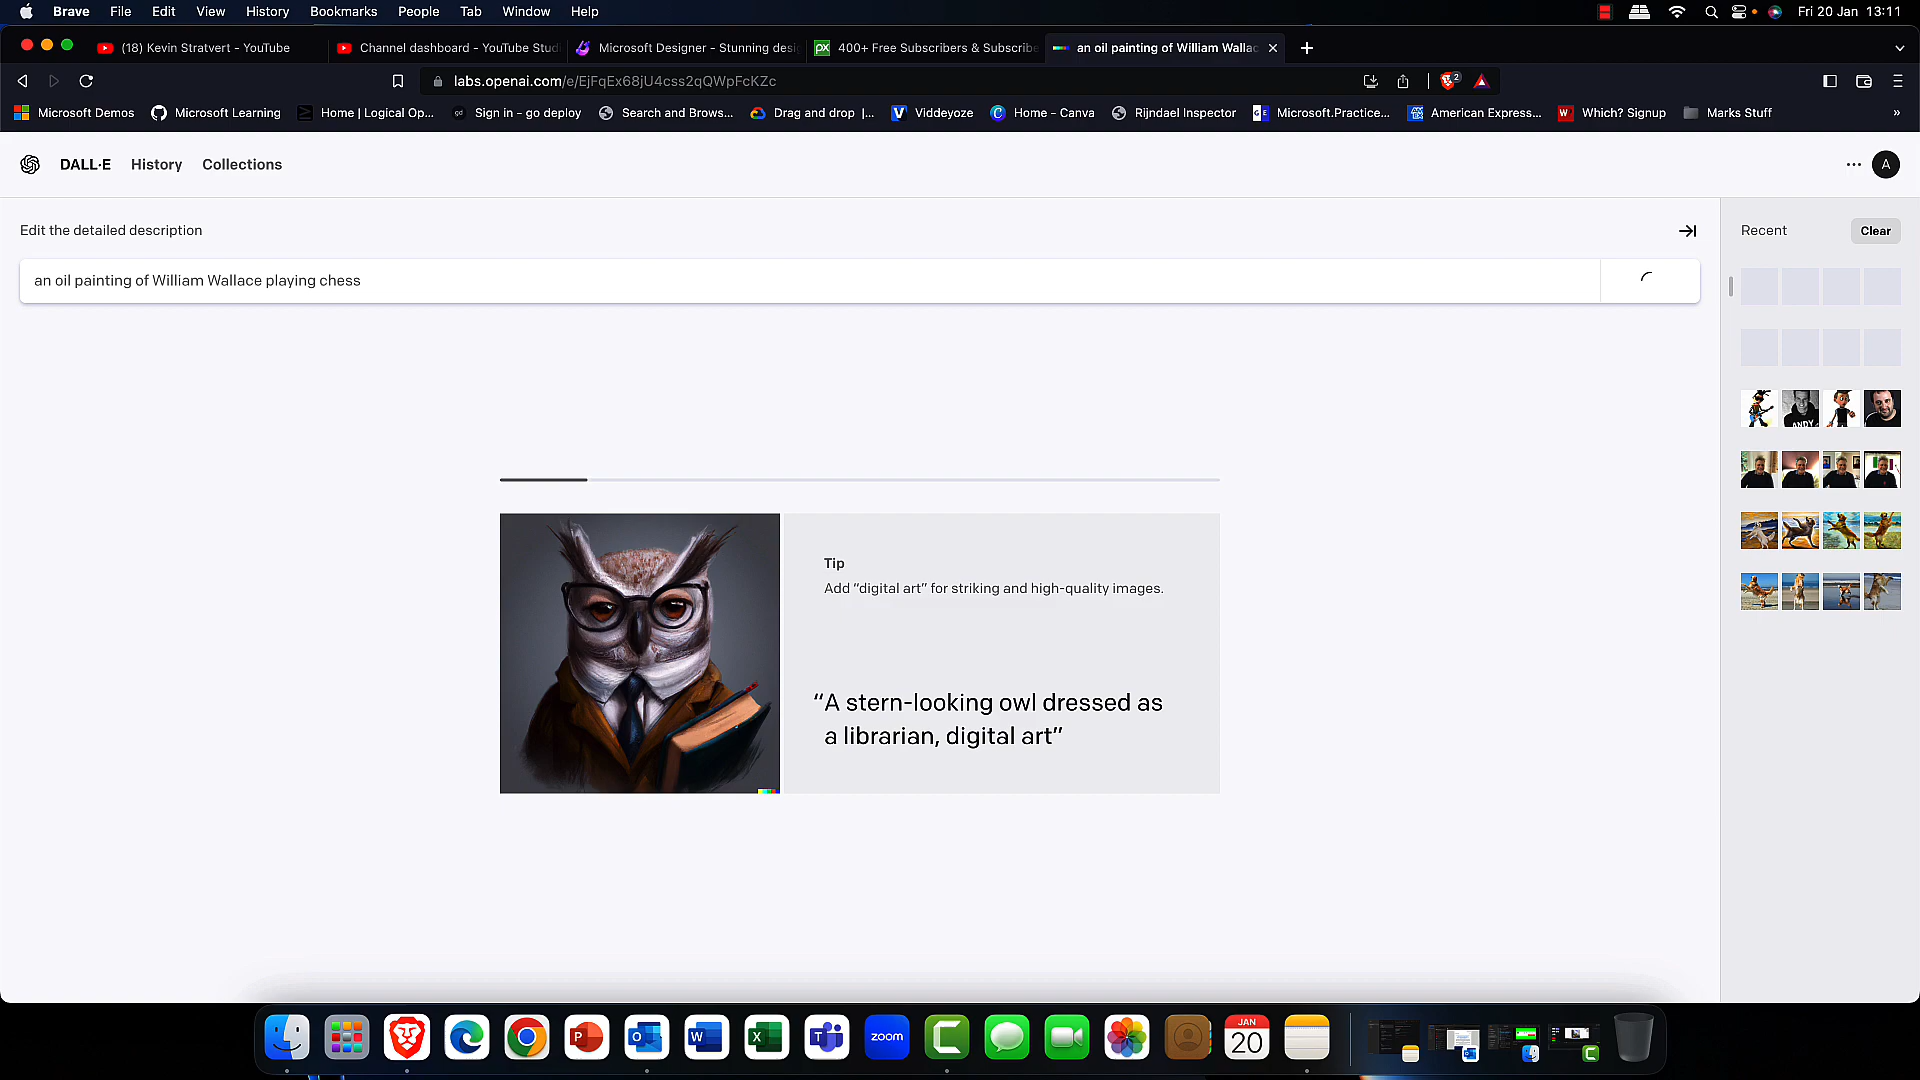 Brave File Edit View History Bookmarks People Tab Window Help Fri 20 Jan 13:11
(18) Kevin Stratvert - YouTube Channel dashboard - YouTube Stud Microsoft Designer - Stunning desi 400+ Free Subscribers & Subscribe an oil painting of William Wallac
labs.openai.com/e/EjFqEx68jU4css2qQWpFcKZc 2
Microsoft Demos Microsoft Learning Home | Logical Op... Sign in - go deploy Search and Brows... Drag and drop |... Viddeyoze Home - Canva Rijndael Inspector Microsoft.Practice... American Express... Which? Signup Marks Stuff »
DALL·E History Collections ... A
Edit the detailed description
Recent Clear
an oil painting of William Wallace playing chess
Tip
Add “digital art” for striking and high-quality images.
“A stern-looking owl dressed as
a librarian, digital art”
ANDY
zoom
JAN
20